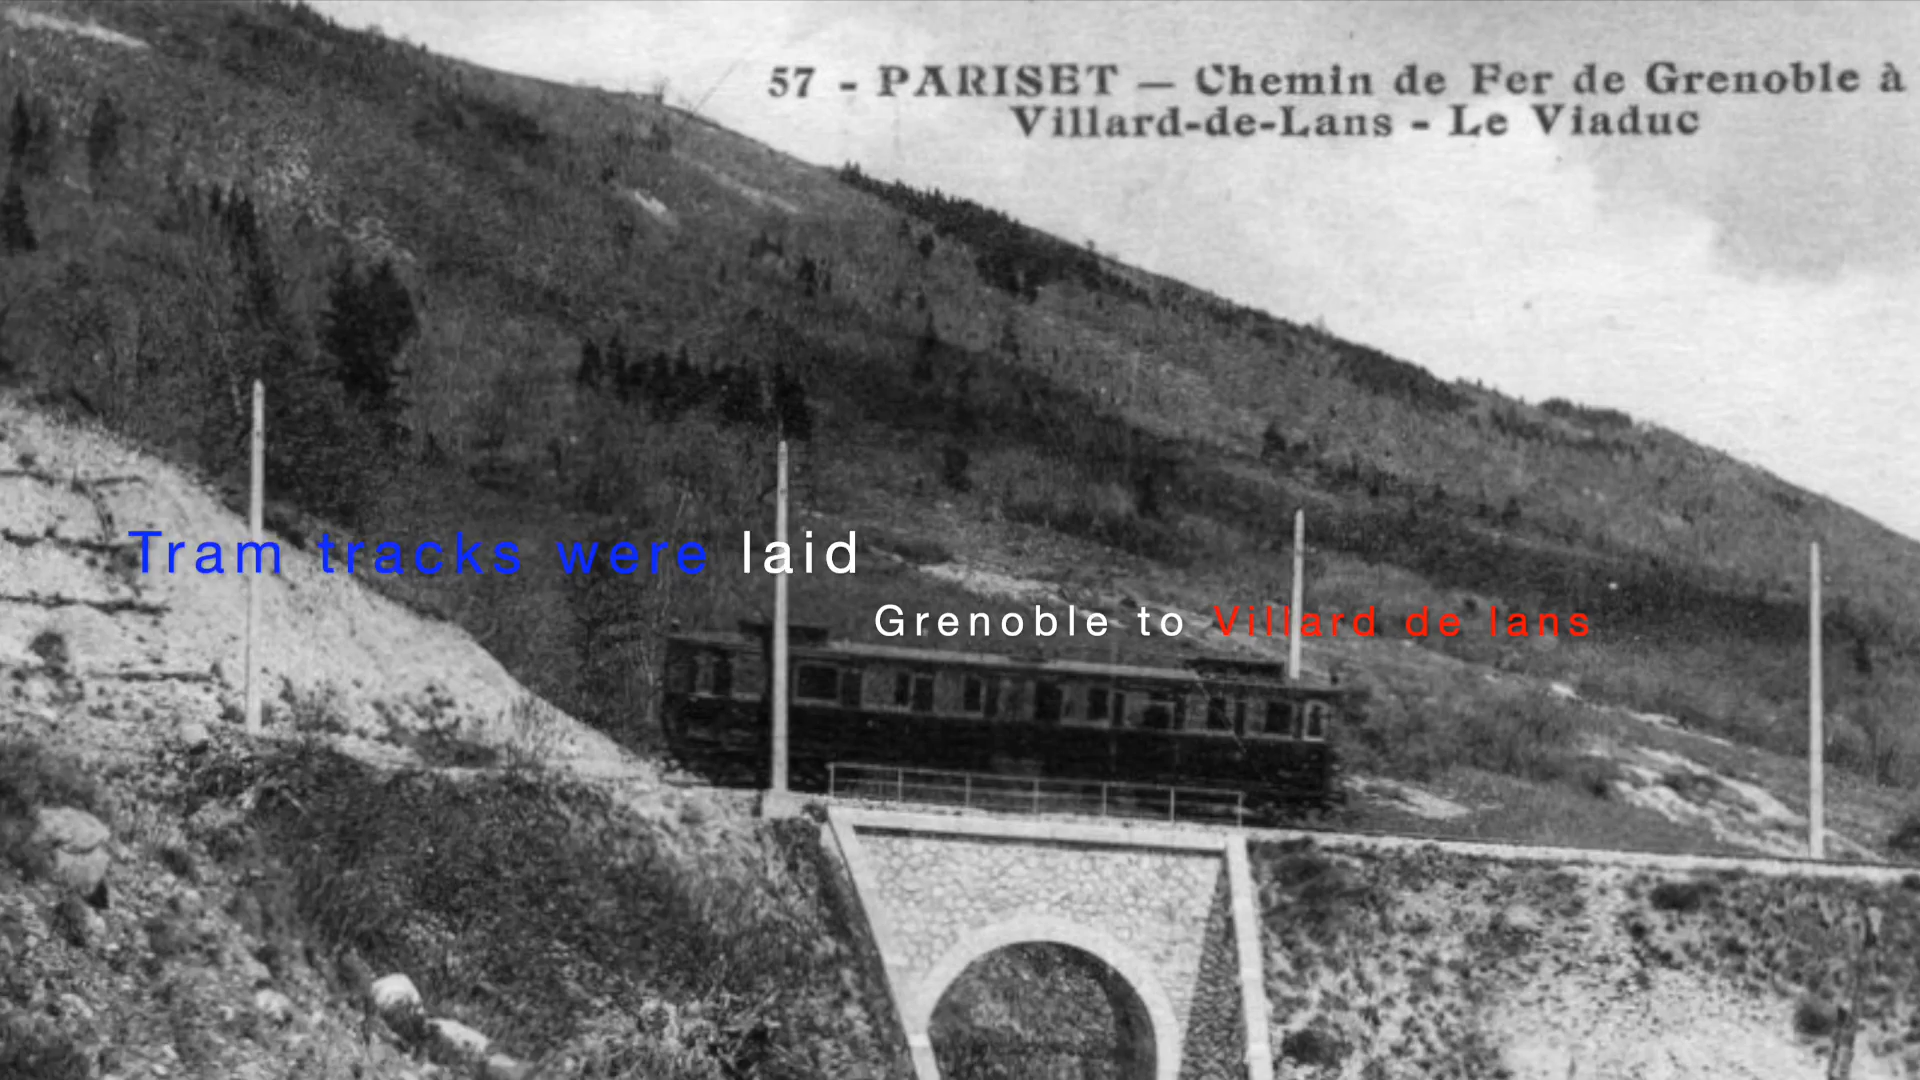 57 - PARISET — Chemin de Fer de Grenoble à
Villard-de-Lans - Le Viaduc
Tram tracks were laid
Grenoble to Villard de lans